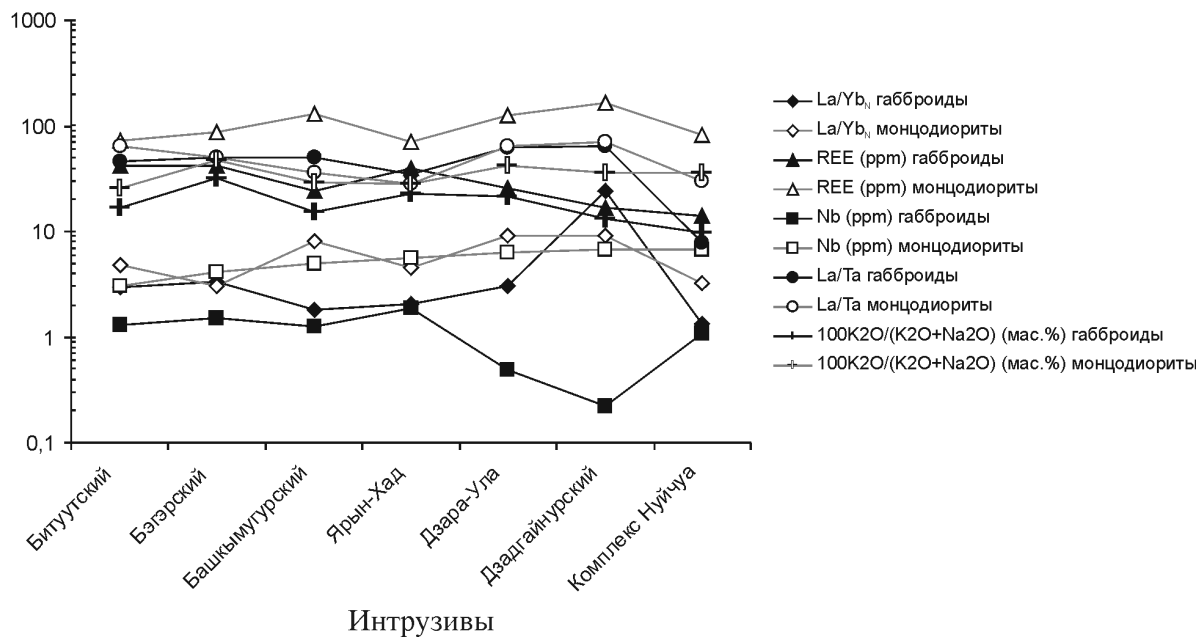 1000
100
10
1
0,1
La/Yb_N габброиды
La/Yb_N монцодиориты
REE (ppm) габброиды
REE (ppm) монцодиориты
Nb (ppm) габброиды
Nb (ppm) монцодиориты
La/Ta габброиды
La/Ta монцодиориты
100K2O/(K2O+Na2O) (мас.%) габброиды
100K2O/(K2O+Na2O) (мас.%) монцодиориты
Битуутский
Бэгэрский
Башкымугурский
Ярын-Хад
Дзара-Ула
Дзадгайнурский
Комплекс Нуйчуа
Интрузивы